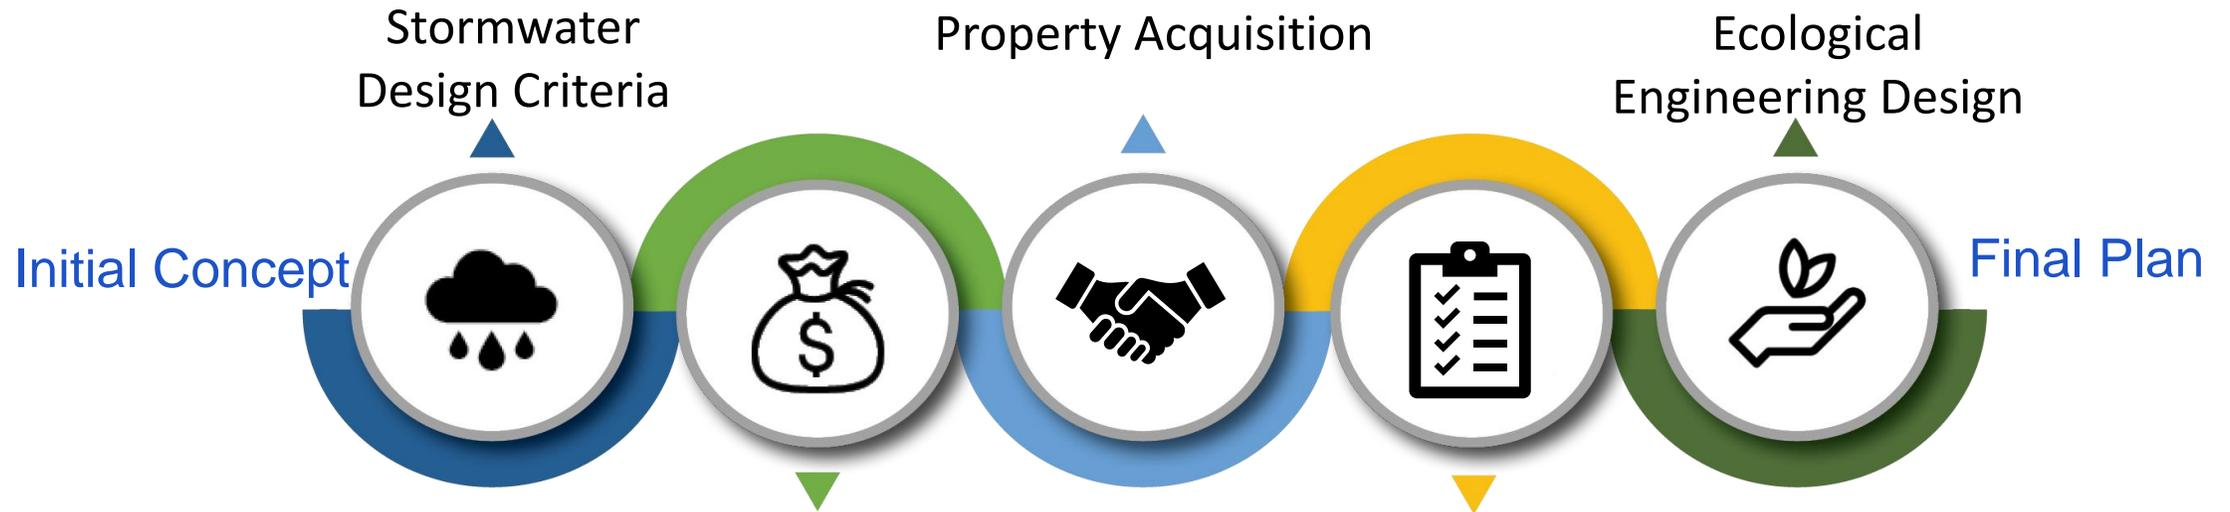 Stormwater
Design Criteria
Property Acquisition
Ecological
Engineering Design
Initial Concept
$
Final Plan